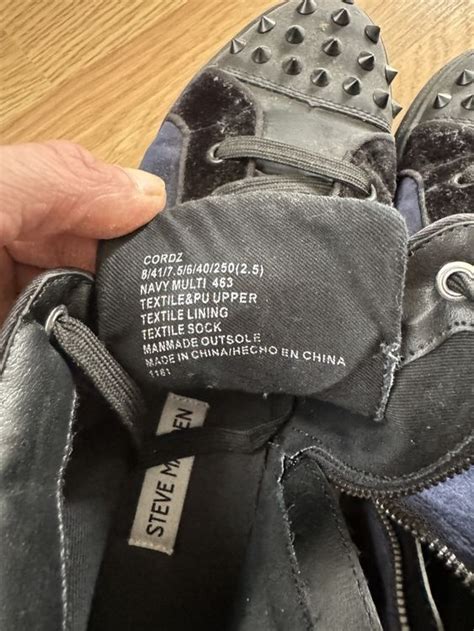 CORDZ
8/41/7.5/6/40/250(2.5)
NAVY MULTI 463
TEXTILE&PU UPPER
TEXTILE LINING
TEXTILE SOCK
MANMADE OUTSOLE
MADE IN CHINA/HECHO EN CHINA
1161
STEVE M EN